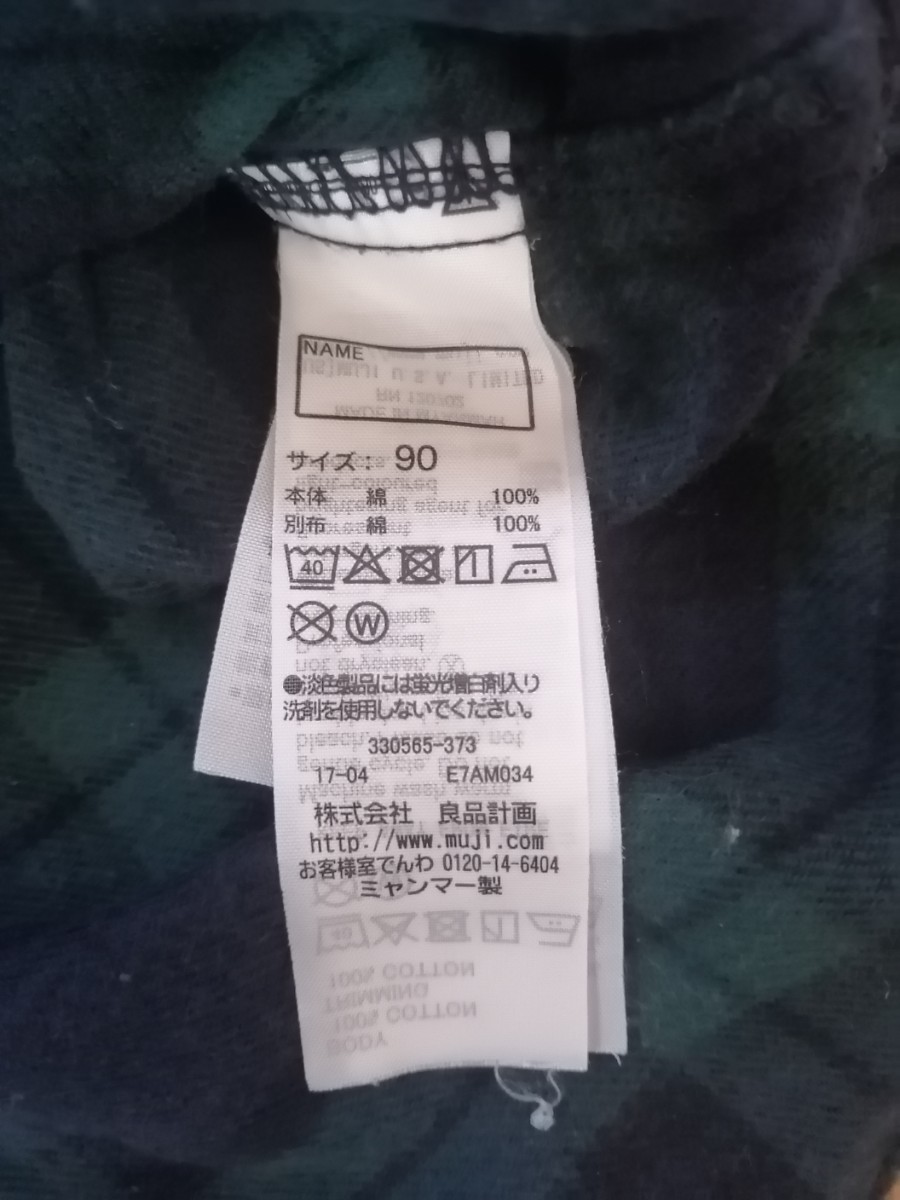 NAME
サイズ： 90
本体 綿 100%
別布 綿 100%
40
W
●淡色製品には蛍光増白剤入り
洗剤を使用しないでください。
330565-373
17-04 E7AM034
株式会社 良品計画
http://www.muji.com
お客様室でんわ 0120-14-6404
ミャンマー製